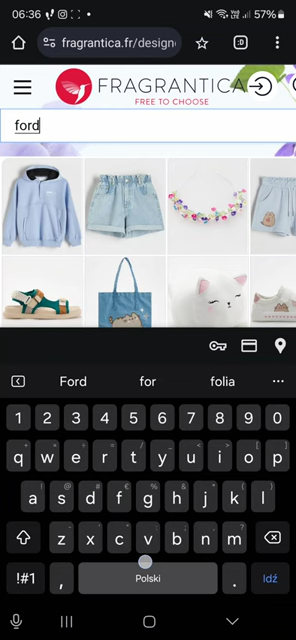 06:36 57%
fragrantica.fr/design
:D
FRAGRANTICA
FREE TO CHOOSE
ford
Ford for folia
1 2 3 4 5 6 7 8 9 0
q w e r t y u i o p
a s d f g h j k l
z x c v b n m
!#1 , Polski . Idź